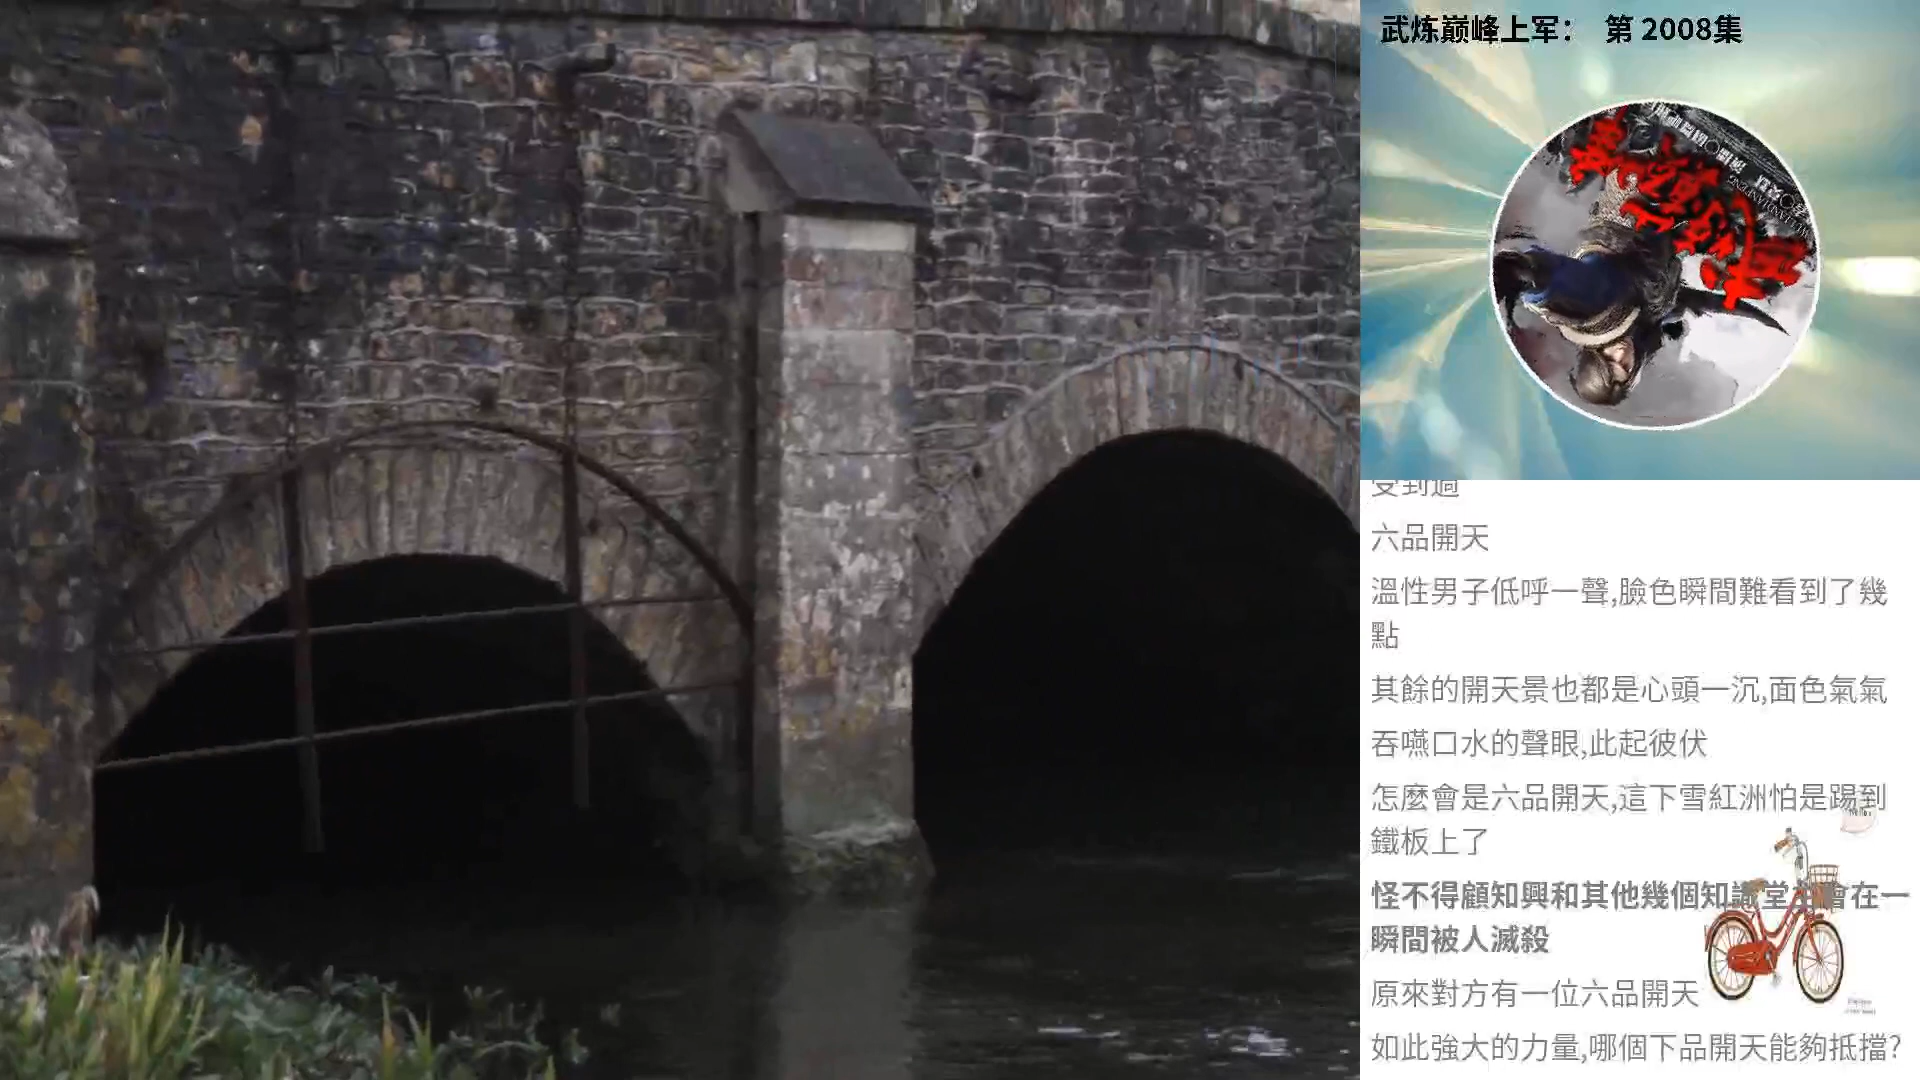 武炼巅峰上军： 第 2008集
受到過
六品開天
溫性男子低呼一聲,臉色瞬間難看到了幾
點
其餘的開天景也都是心頭一沉,面色氣氣
吞嚥口水的聲眼,此起彼伏
怎麼會是六品開天,這下雪紅洲怕是踢到
鐵板上了
怪不得顧知興和其他幾個知識堂主會在一
瞬間被人滅殺
原來對方有一位六品開天
如此強大的力量,哪個下品開天能夠抵擋?